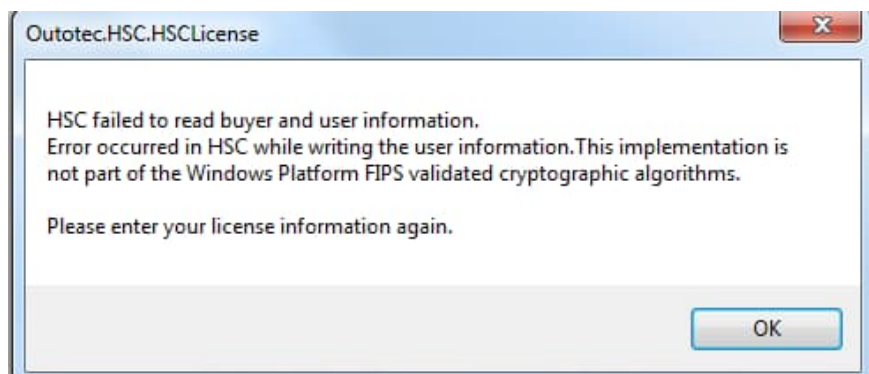 Outotec.HSC.HSCLicense
HSC failed to read buyer and user information.
Error occurred in HSC while writing the user information.This implementation is
not part of the Windows Platform FIPS validated cryptographic algorithms.
Please enter your license information again.
OK